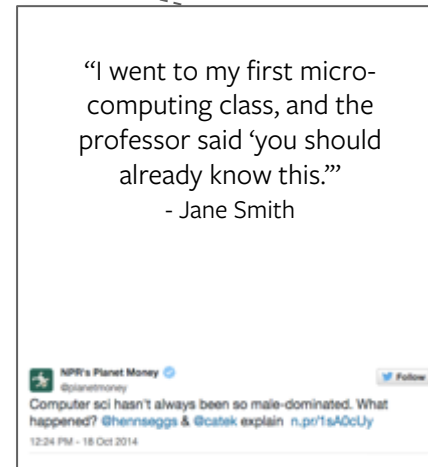 “I went to my first micro-
computing class, and the
professor said ‘you should
already know this.’”
- Jane Smith
NPR's Planet Money
@planetmoney
Follow
Computer sci hasn't always been so male-dominated. What
happened? @hennseggs & @catek explain n.pr/1sA0cUy
12:24 PM - 18 Oct 2014